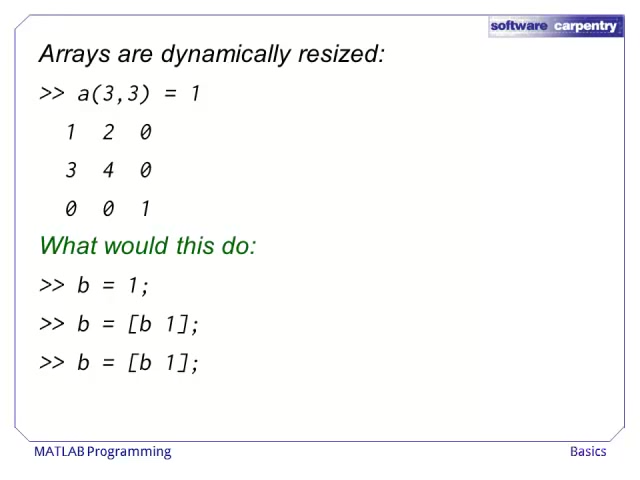 software carpentry
Arrays are dynamically resized:
>> a(3,3) = 1
1 2 0
3 4 0
0 0 1
What would this do:
>> b = 1;
>> b = [b 1];
>> b = [b 1];
MATLAB Programming
Basics